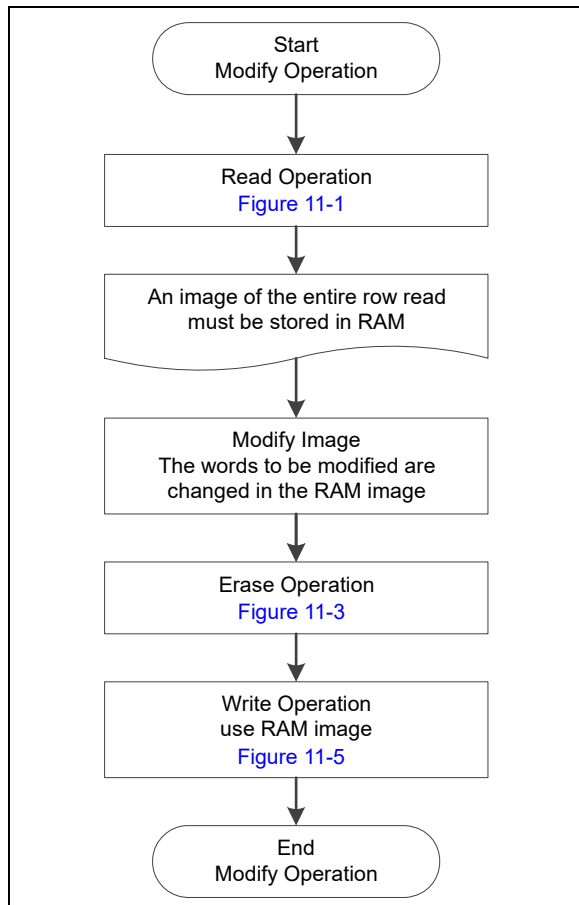 Start
Modify Operation
Read Operation
Figure 11-1
An image of the entire row read
must be stored in RAM
Modify Image
The words to be modified are
changed in the RAM image
Erase Operation
Figure 11-3
Write Operation
use RAM image
Figure 11-5
End
Modify Operation